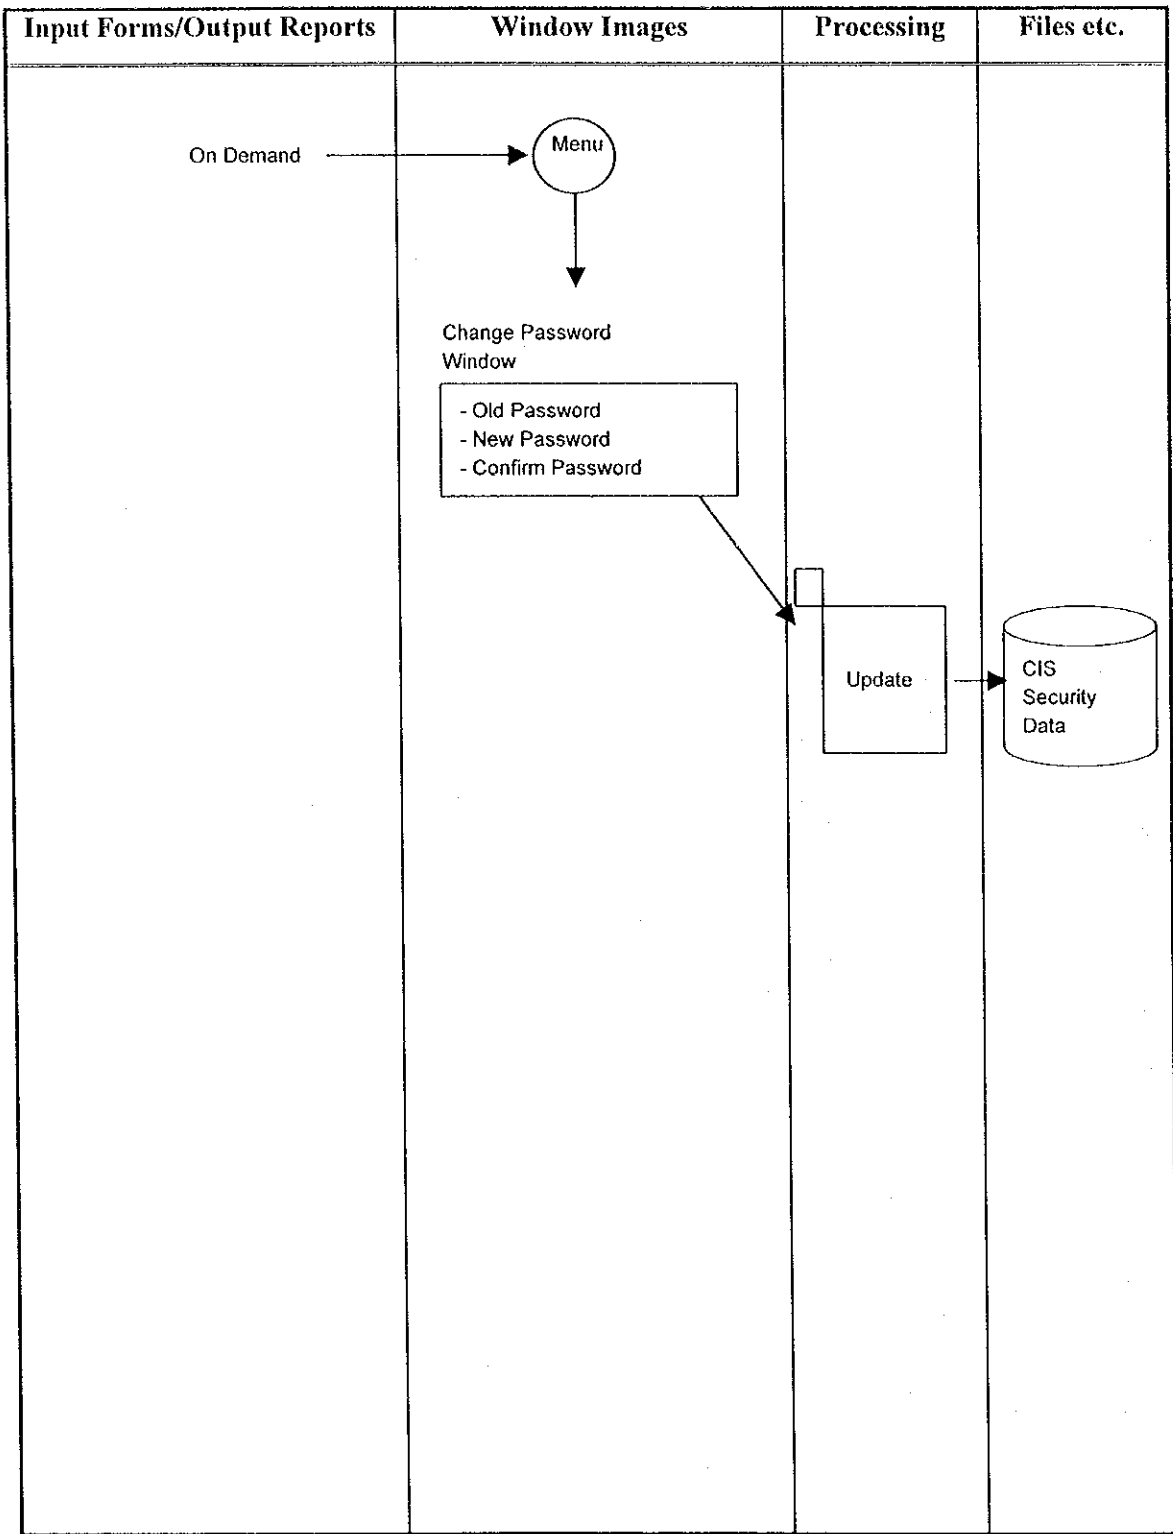 Input Forms/Output Reports
Window Images
Processing
Files etc.
On Demand
Menu
Change Password
Window
- Old Password
- New Password
- Confirm Password
Update
CIS
Security
Data